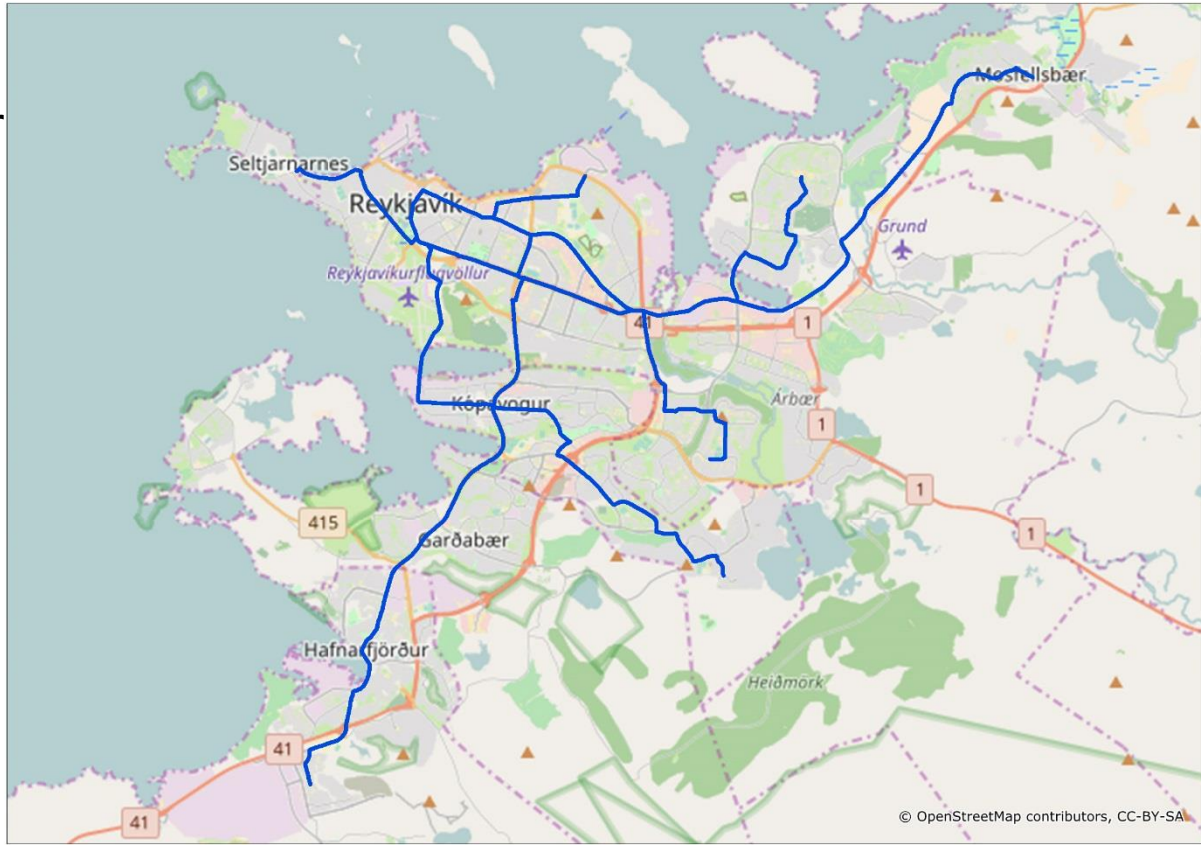 Mosfellsbær
Seltjarnarnes
Reykjavík
Grund
Reykjavíkurflugvöllur
41
1
Kópavogur
Árbær
1
1
415
1
Garðabær
Hafnarfjörður
Heiðmörk
41
41
© OpenStreetMap contributors, CC-BY-SA